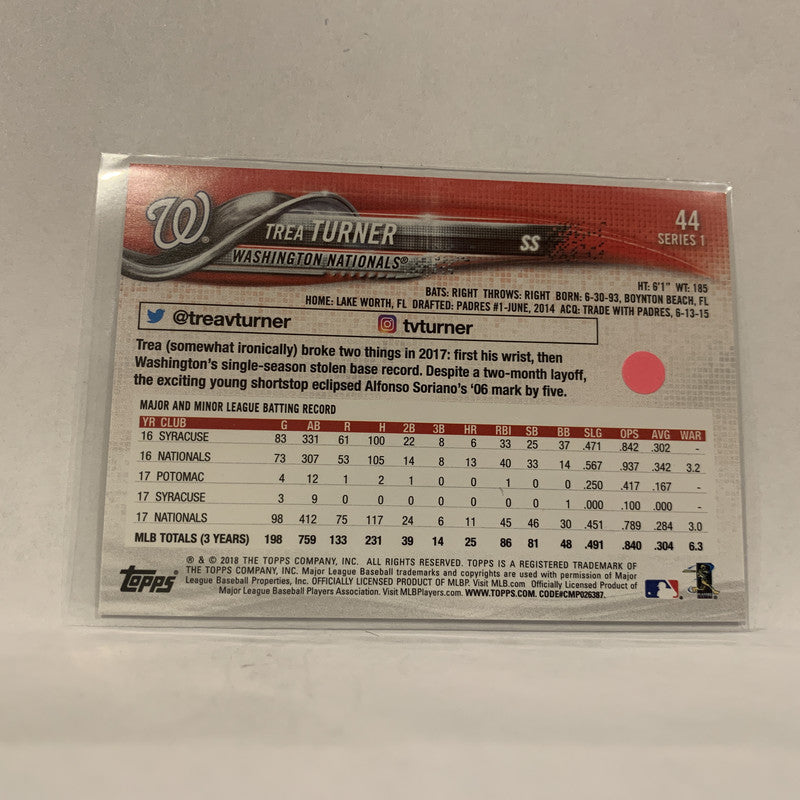 W
TREA TURNER SS
WASHINGTON NATIONALS®
44
SERIES 1
HT: 6'1" WT: 185
BATS: RIGHT THROWS: RIGHT BORN: 6-30-93, BOYNTON BEACH, FL
HOME: LAKE WORTH, FL DRAFTED: PADRES #1-JUNE, 2014 ACQ: TRADE WITH PADRES, 6-13-15
@treavturner tvturner
Trea (somewhat ironically) broke two things in 2017: first his wrist, then
Washington's single-season stolen base record. Despite a two-month layoff,
the exciting young shortstop eclipsed Alfonso Soriano's '06 mark by five.
MAJOR AND MINOR LEAGUE BATTING RECORD
YR CLUB G AB R H 2B 3B HR RBI SB BB SLG OPS AVG WAR
16 SYRACUSE 83 331 61 100 22 8 6 33 25 37 .471 .842 .302 -
16 NATIONALS 73 307 53 105 14 8 13 40 33 14 .567 .937 .342 3.2
17 POTOMAC 4 12 1 2 1 0 0 1 0 0 .250 .417 .167 -
17 SYRACUSE 3 9 0 0 0 0 0 0 0 1 .000 .100 .000 -
17 NATIONALS 98 412 75 117 24 6 11 45 46 30 .451 .789 .284 3.0
MLB TOTALS (3 YEARS) 198 759 133 231 39 14 25 86 81 48 .491 .840 .304 6.3
® & © 2018 THE TOPPS COMPANY, INC. ALL RIGHTS RESERVED. TOPPS IS A REGISTERED TRADEMARK OF
THE TOPPS COMPANY, INC. Major League Baseball trademarks and copyrights are used with permission of Major
League Baseball Properties, Inc. OFFICIALLY LICENSED PRODUCT OF MLBP. Visit MLB.com Officially Licensed Product of
Major League Baseball Players Association. Visit MLBPlayers.com. WWW.TOPPS.COM. CODE#CMP026387.
Topps